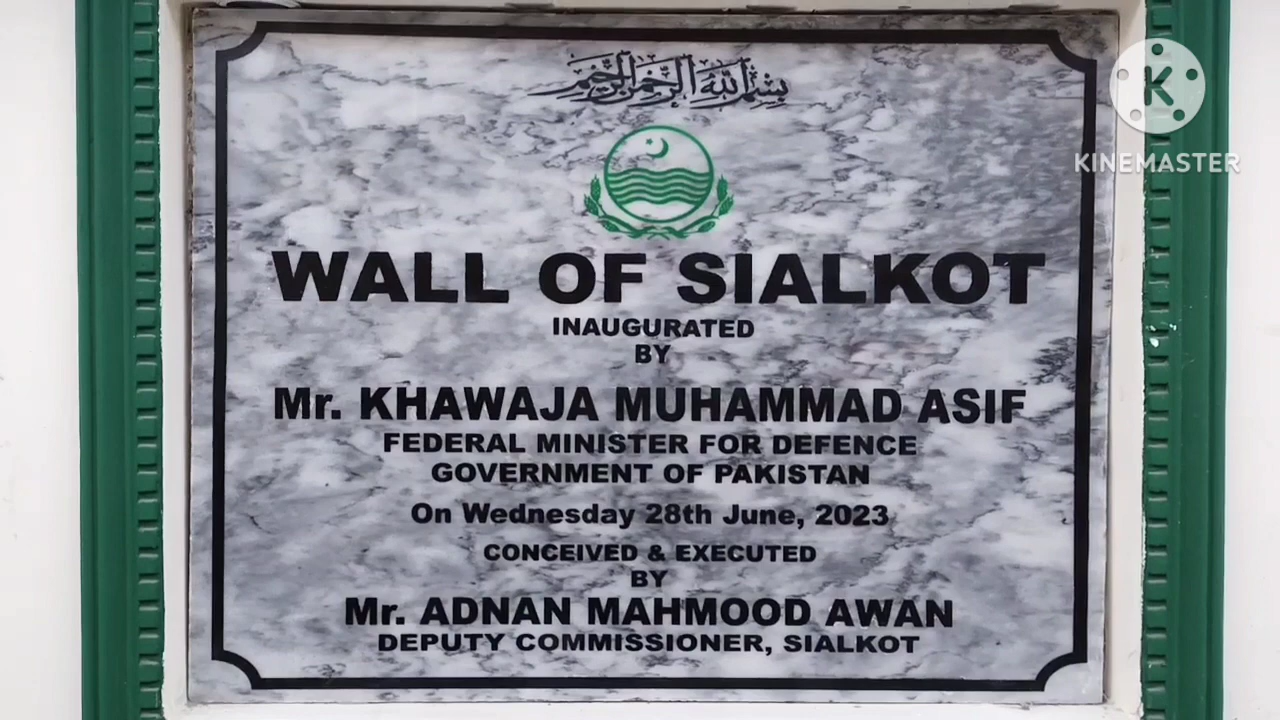 بسم الله الرحمن الرحيم
WALL OF SIALKOT
INAUGURATED
BY
Mr. KHAWAJA MUHAMMAD ASIF
FEDERAL MINISTER FOR DEFENCE
GOVERNMENT OF PAKISTAN
On Wednesday 28th June, 2023
CONCEIVED & EXECUTED
BY
Mr. ADNAN MAHMOOD AWAN
DEPUTY COMMISSIONER, SIALKOT
K
KINEMASTER